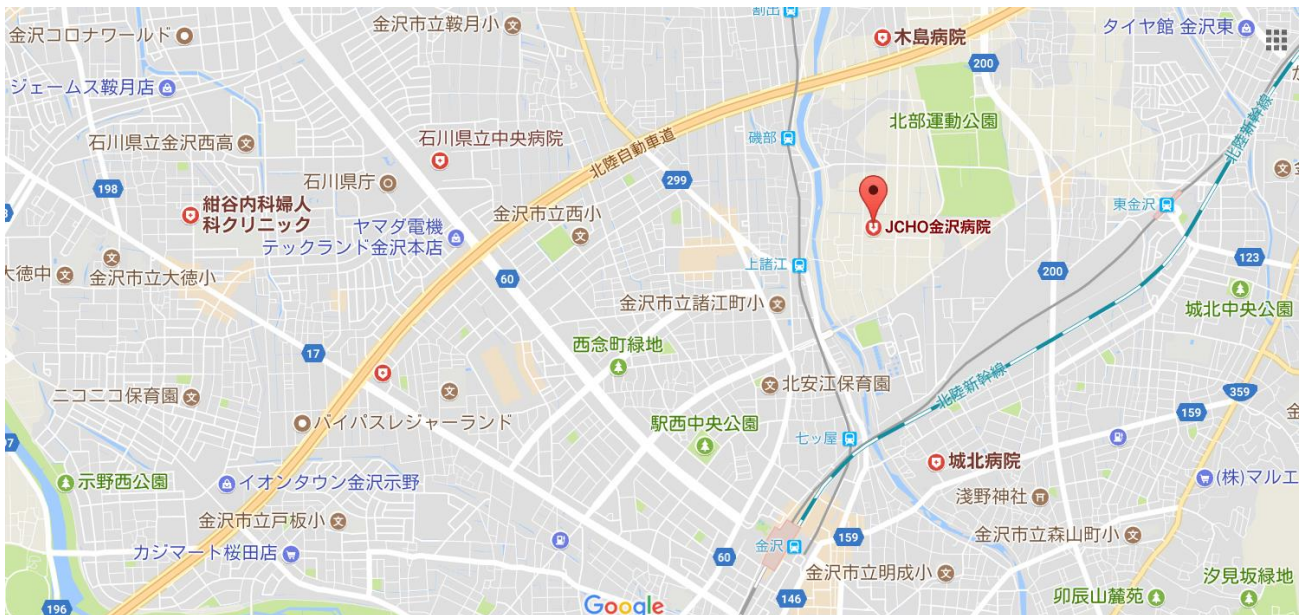 割出
金沢コロナワールド
金沢市立鞍月小
木島病院
タイヤ館 金沢東
200
ジェームス鞍月店
北陸自動車道
北部運動公園
北陸新幹線
石川県立金沢西高
石川県立中央病院
磯部
198
石川県庁
299
東金沢
紺谷内科婦人
科クリニック
ヤマダ電機
テックランド金沢本店
金沢市立西小
JCHO金沢病院
大徳中
金沢市立大徳小
60
上諸江
200
123
金沢市立諸江町小
城北中央公園
17
西念町緑地
北陸新幹線
ニコニコ保育園
北安江保育園
359
159
バイパスレジャーランド
駅西中央公園
七ッ屋
城北病院
示野西公園
イオンタウン金沢示野
(株)マルエ
淺野神社
金沢市立戸板小
金沢市立森山町小
カジマート桜田店
60
金沢
159
金沢市立明成小
汐見坂緑地
196
Google
146
卯辰山麓苑